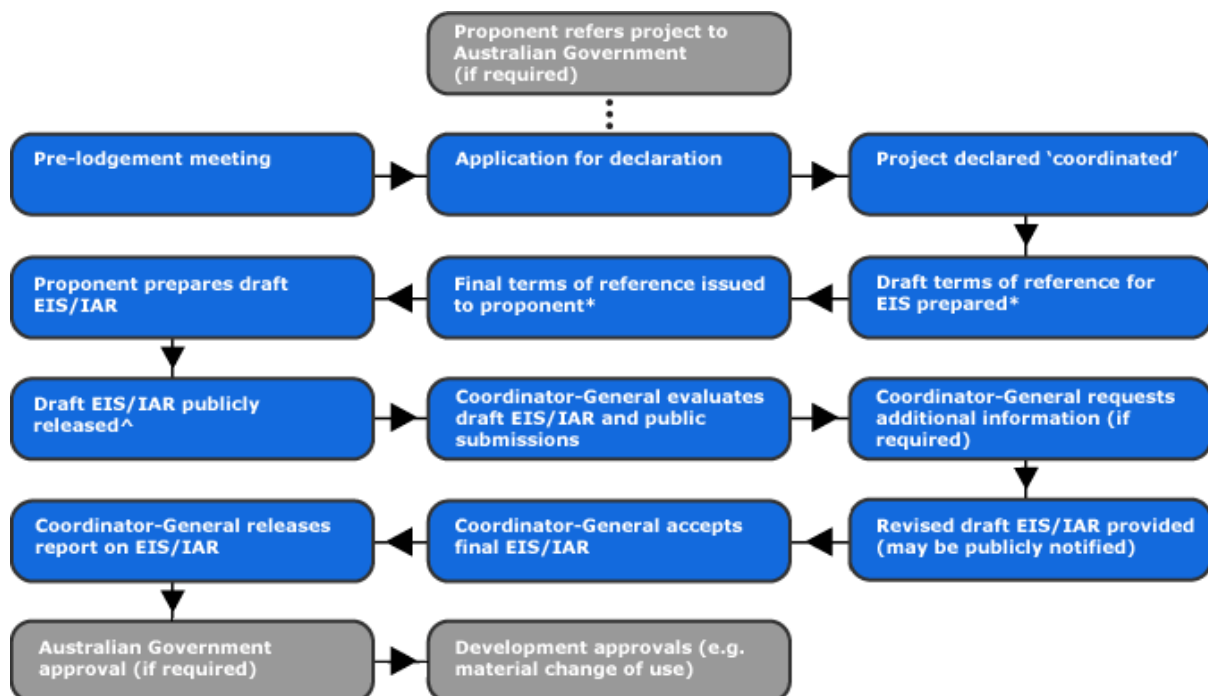 Proponent refers project to
Australian Government
(if required)
Pre-lodgement meeting
Application for declaration
Project declared ‘coordinated’
Proponent prepares draft
EIS/IAR
Final terms of reference issued
to proponent*
Draft terms of reference for
EIS prepared*
Draft EIS/IAR publicly
released^
Coordinator-General evaluates
draft EIS/IAR and public
submissions
Coordinator-General requests
additional information (if
required)
Coordinator-General releases
report on EIS/IAR
Coordinator-General accepts
final EIS/IAR
Revised draft EIS/IAR provided
(may be publicly notified)
Australian Government
approval (if required)
Development approvals (e.g.
material change of use)